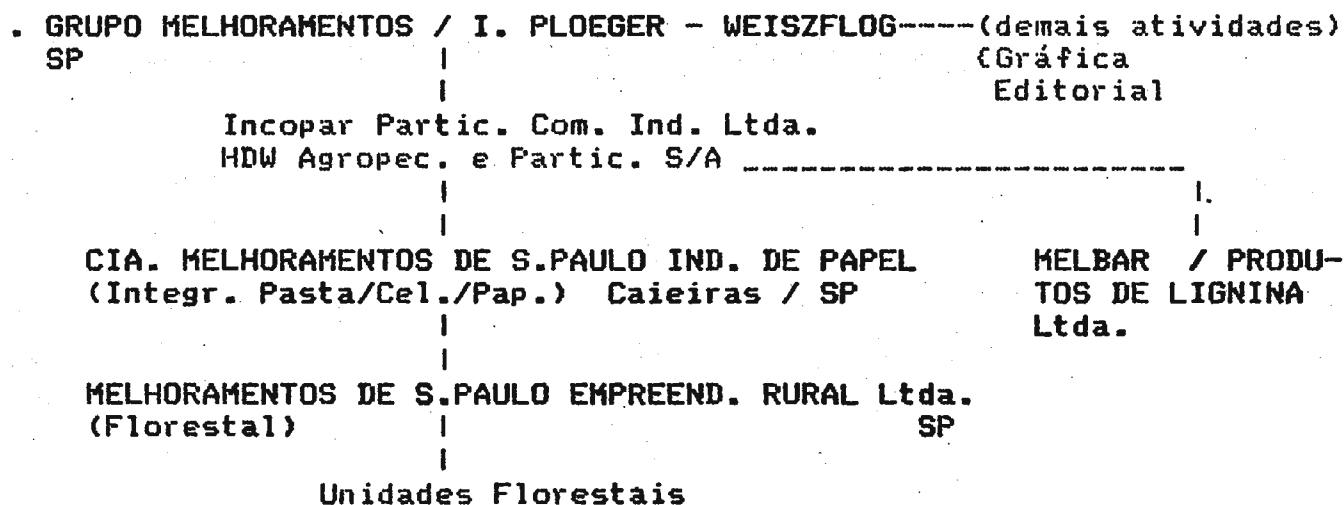 . GRUPO MELHORAMENTOS / I. PLOEGER - WEISZFLOG----(demais atividades)
SP (Gráfica
Editorial
Incopar Partic. Com. Ind. Ltda.
HDW Agropec. e Partic. S/A
CIA. MELHORAMENTOS DE S.PAULO IND. DE PAPEL MELBAR / PRODU-
(Integr. Pasta/Cel./Pap.) Caieiras / SP TOS DE LIGNINA
Ltda.
MELHORAMENTOS DE S.PAULO EMPREEND. RURAL Ltda.
(Florestal) SP
Unidades Florestais